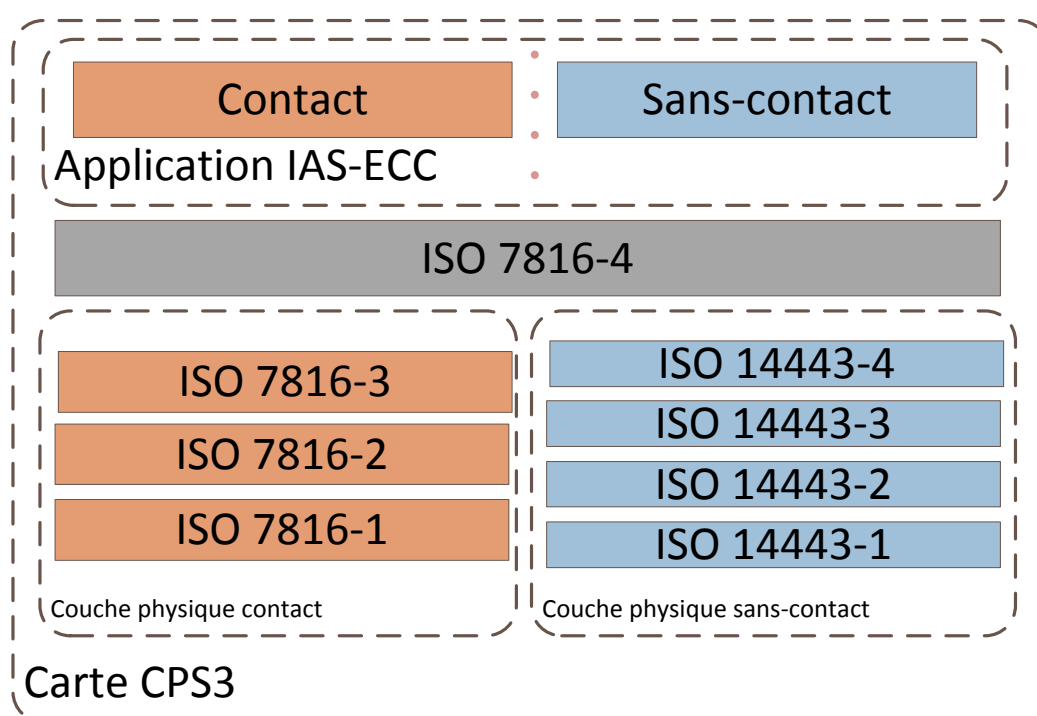 Contact
Sans-contact
Application IAS-ECC
ISO 7816-4
ISO 7816-3
ISO 7816-2
ISO 7816-1
Couche physique contact
ISO 14443-4
ISO 14443-3
ISO 14443-2
ISO 14443-1
Couche physique sans-contact
Carte CPS3